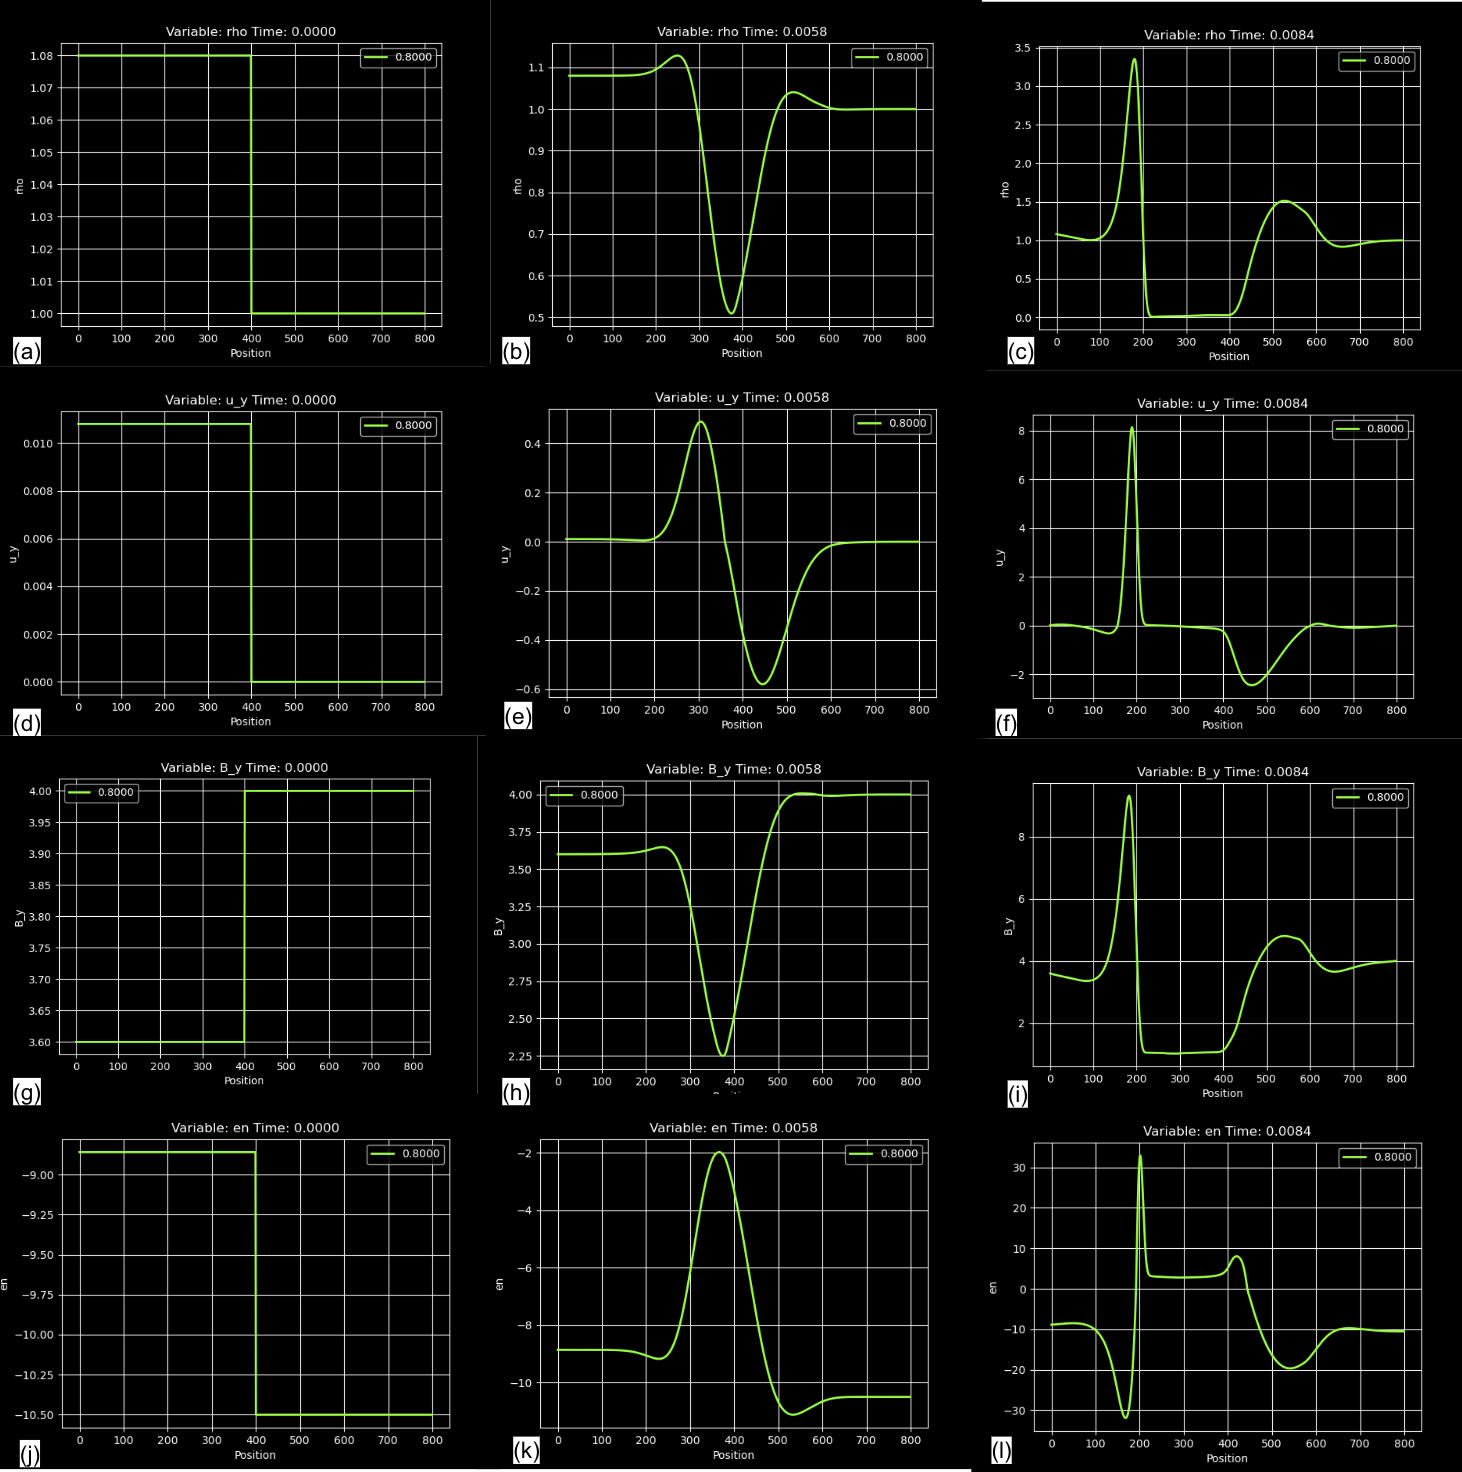 Variable: rho Time: 0.0000
0.8000
1.08
1.07
1.06
1.05
1.04
1.03
1.02
1.01
1.00
rho
0 100 200 300 400 500 600 700 800
Position
(a)
Variable: rho Time: 0.0058
0.8000
1.1
1.0
0.9
0.8
0.7
0.6
0.5
rho
0 100 200 300 400 500 600 700 800
Position
(b)
Variable: rho Time: 0.0084
0.8000
3.5
3.0
2.5
2.0
1.5
1.0
0.5
0.0
rho
0 100 200 300 400 500 600 700 800
Position
(c)
Variable: u_y Time: 0.0000
0.8000
0.010
0.008
0.006
0.004
0.002
0.000
u_y
0 100 200 300 400 500 600 700 800
Position
(d)
Variable: u_y Time: 0.0058
0.8000
0.4
0.2
0.0
−0.2
−0.4
−0.6
u_y
0 100 200 300 400 500 600 700 800
Position
(e)
Variable: u_y Time: 0.0084
0.8000
8
6
4
2
0
−2
u_y
0 100 200 300 400 500 600 700 800
Position
(f)
Variable: B_y Time: 0.0000
0.8000
4.00
3.95
3.90
3.85
3.80
3.75
3.70
3.65
3.60
B_y
0 100 200 300 400 500 600 700 800
Position
(g)
Variable: B_y Time: 0.0058
0.8000
4.00
3.75
3.50
3.25
3.00
2.75
2.50
2.25
B_y
0 100 200 300 400 500 600 700 800
(h)
Variable: B_y Time: 0.0084
0.8000
8
6
4
2
B_y
0 100 200 300 400 500 600 700 800
Position
(i)
Variable: en Time: 0.0000
0.8000
−9.00
−9.25
−9.50
−9.75
−10.00
−10.25
−10.50
en
0 100 200 300 400 500 600 700 800
Position
(j)
Variable: en Time: 0.0058
0.8000
−2
−4
−6
−8
−10
en
0 100 200 300 400 500 600 700 800
Position
(k)
Variable: en Time: 0.0084
0.8000
30
20
10
0
−10
−20
−30
en
0 100 200 300 400 500 600 700 800
Position
(l)